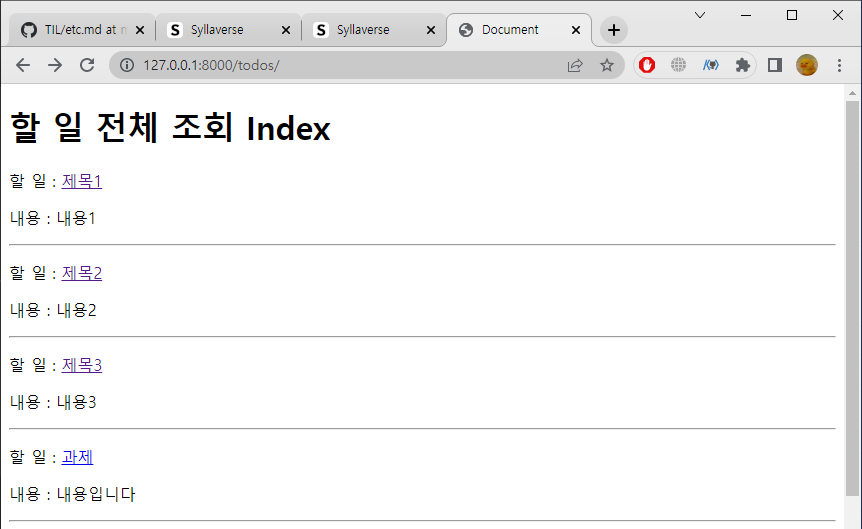 TIL/etc.md at
Syllaverse
Syllaverse
Document
127.0.0.1:8000/todos/
할 일 전체 조회 Index
할 일 : 제목1
내용 : 내용1
할 일 : 제목2
내용 : 내용2
할 일 : 제목3
내용 : 내용3
할 일 : 과제
내용 : 내용입니다